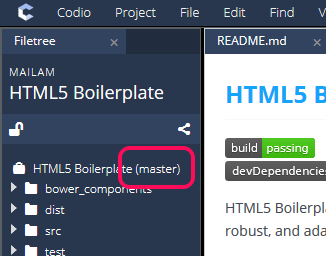 Codio Project File Edit Find View
Filetree ×
README.md ×
MAILAM
HTML5 Boilerplate
HTML5 Boilerplate (master)
bower_components
dist
src
test
HTML5 B
build passing
devDependencies
HTML5 Boilerpla
robust, and ada